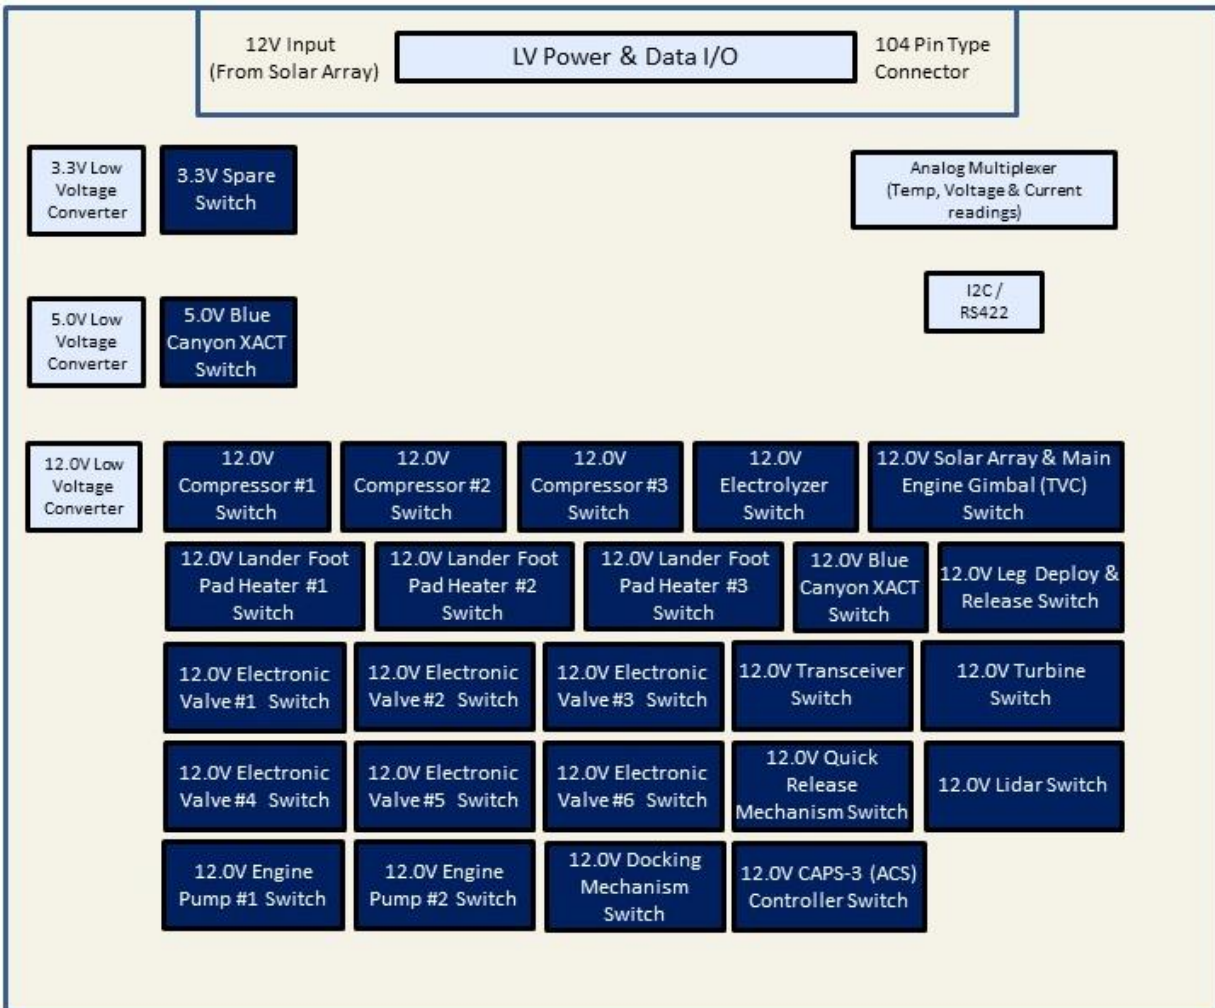 12V Input
(From Solar Array)
LV Power & Data I/O
104 Pin Type
Connector
3.3V Low
Voltage
Converter
3.3V Spare
Switch
Analog Multiplexer
(Temp, Voltage & Current
readings)
I2C /
RS422
5.0V Low
Voltage
Converter
5.0V Blue
Canyon XACT
Switch
12.0V Low
Voltage
Converter
12.0V
Compressor #1
Switch
12.0V
Compressor #2
Switch
12.0V
Compressor #3
Switch
12.0V
Electrolyzer
Switch
12.0V Solar Array & Main
Engine Gimbal (TVC)
Switch
12.0V Lander Foot
Pad Heater #1
Switch
12.0V Lander Foot
Pad Heater #2
Switch
12.0V Lander Foot
Pad Heater #3
Switch
12.0V Blue
Canyon XACT
Switch
12.0V Leg Deploy &
Release Switch
12.0V Electronic
Valve #1 Switch
12.0V Electronic
Valve #2 Switch
12.0V Electronic
Valve #3 Switch
12.0V Transceiver
Switch
12.0V Turbine
Switch
12.0V Electronic
Valve #4 Switch
12.0V Electronic
Valve #5 Switch
12.0V Electronic
Valve #6 Switch
12.0V Quick
Release
Mechanism Switch
12.0V Lidar Switch
12.0V Engine
Pump #1 Switch
12.0V Engine
Pump #2 Switch
12.0V Docking
Mechanism
Switch
12.0V CAPS-3 (ACS)
Controller Switch